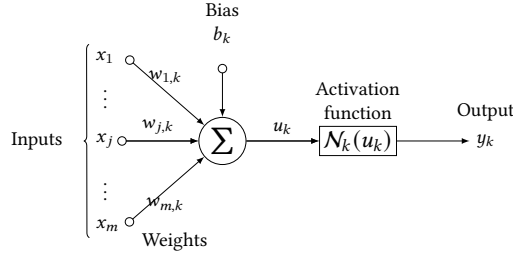 Bias
b_k
x_1
w_{1,k}
⋮
Activation
function
Inputs
x_j
w_{j,k}
Σ
u_k
𝒩_k(u_k)
Output
y_k
⋮
w_{m,k}
x_m
Weights